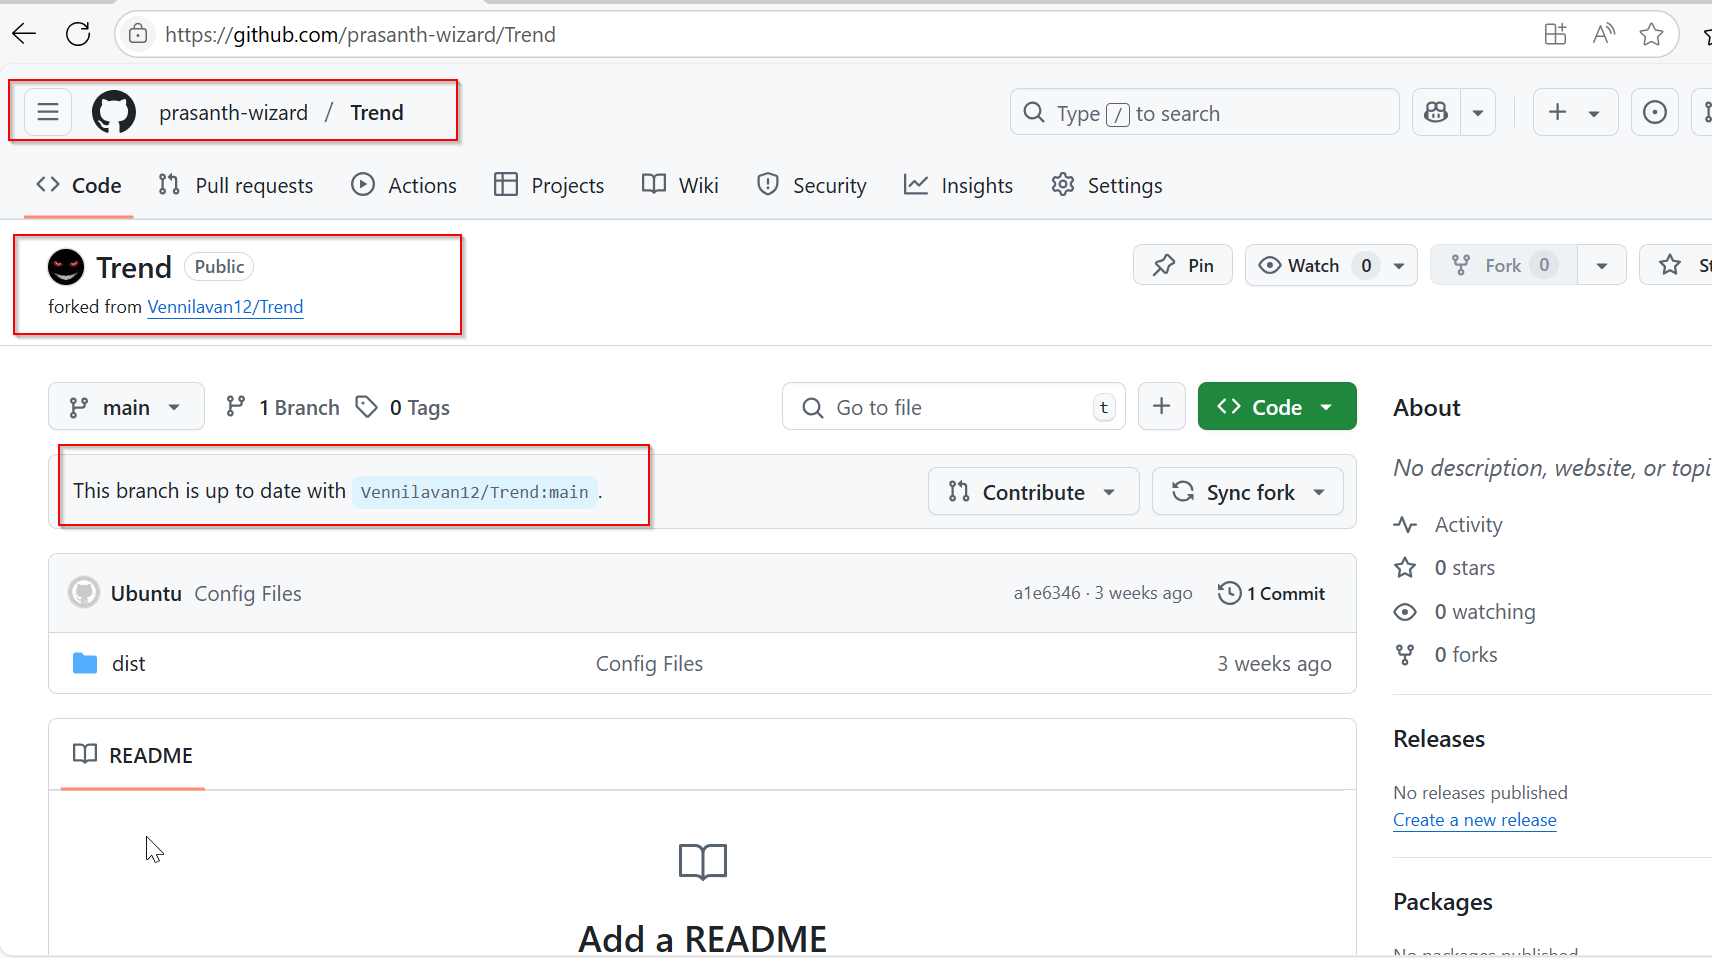 https://github.com/prasanth-wizard/Trend
prasanth-wizard / Trend
Type / to search
Code Pull requests Actions Projects Wiki Security Insights Settings
Trend Public
forked from Vennilavan12/Trend
Pin Watch 0 Fork 0
main 1 Branch 0 Tags
Go to file t
Code
This branch is up to date with Vennilavan12/Trend:main .
Contribute Sync fork
Ubuntu Config Files a1e6346 · 3 weeks ago 1 Commit
dist Config Files 3 weeks ago
README
Add a README
About
No description, website, or topi
Activity
0 stars
0 watching
0 forks
Releases
No releases published
Create a new release
Packages
No packages published